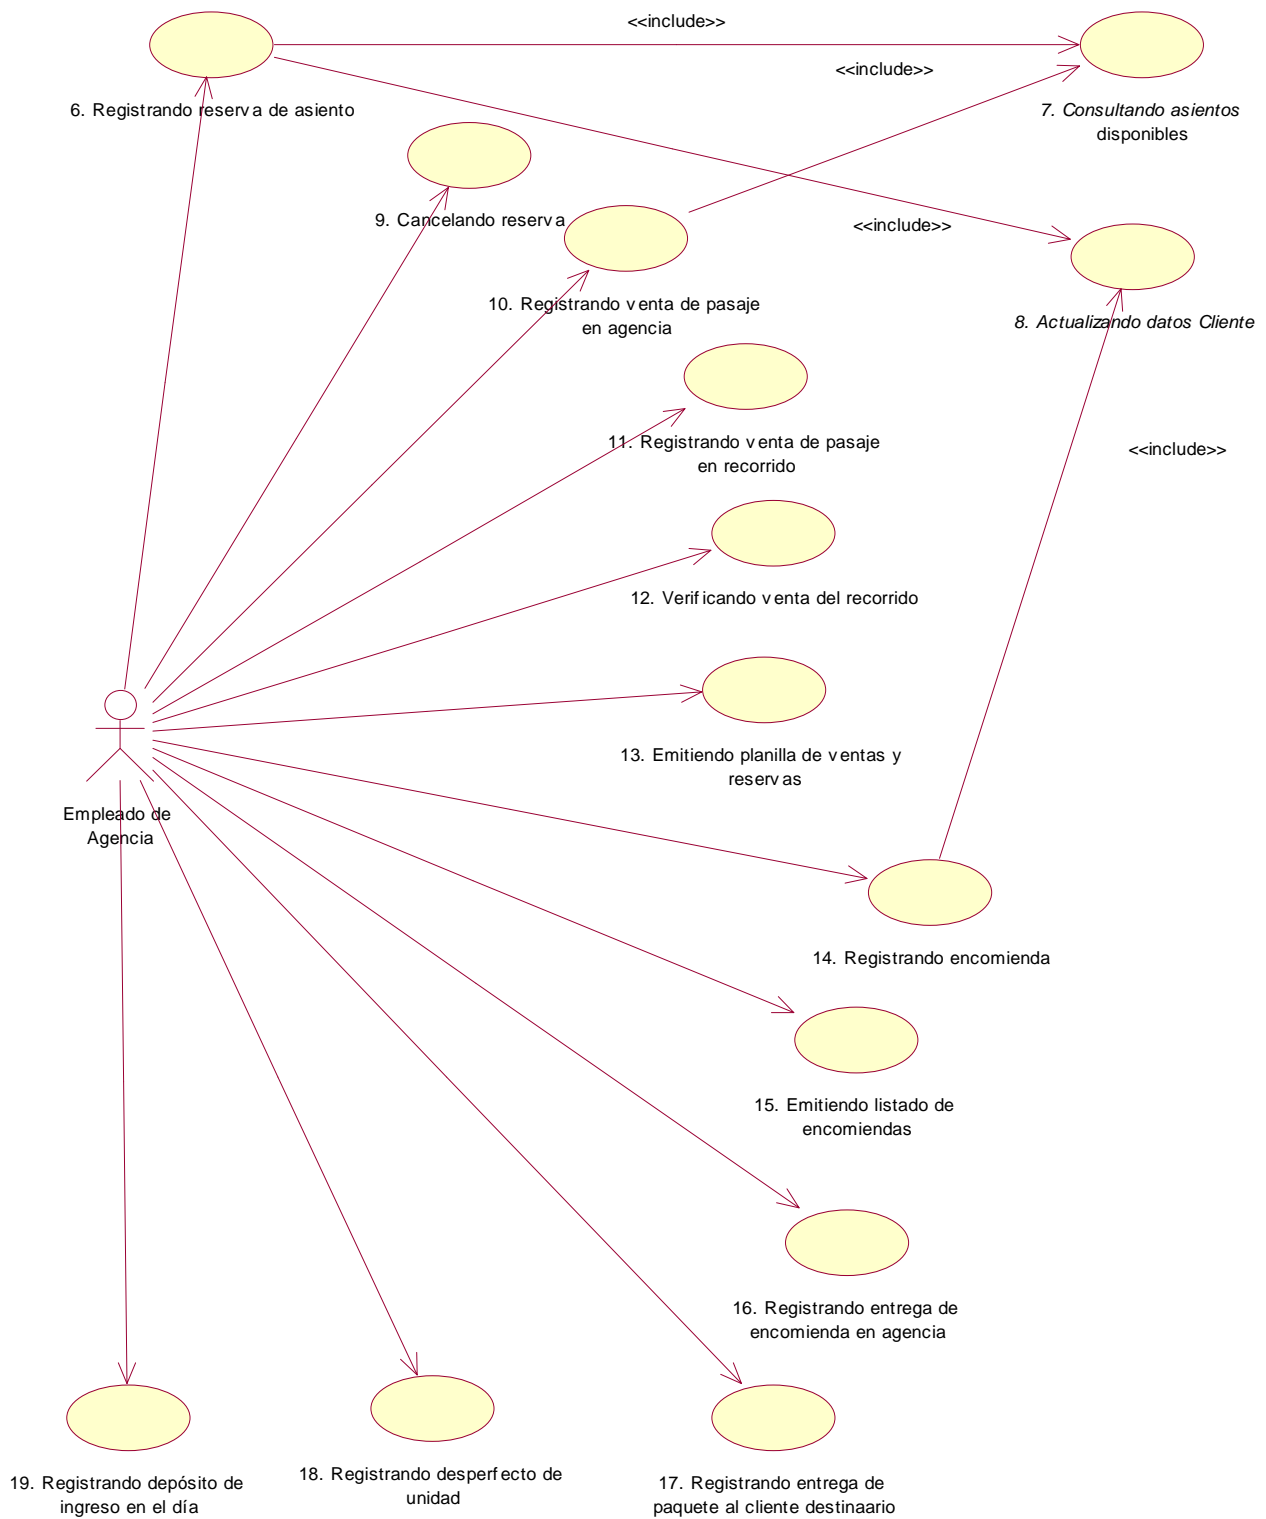 <<include>>
<<include>>
6. Registrando reserva de asiento
7. Consultando asientos
disponibles
9. Cancelando reserva
<<include>>
10. Registrando venta de pasaje
en agencia
8. Actualizando datos Cliente
11. Registrando venta de pasaje
en recorrido
<<include>>
12. Verificando venta del recorrido
13. Emitiendo planilla de ventas y
reservas
Empleado de
Agencia
14. Registrando encomienda
15. Emitiendo listado de
encomiendas
16. Registrando entrega de
encomienda en agencia
19. Registrando depósito de
ingreso en el día
18. Registrando desperfecto de
unidad
17. Registrando entrega de
paquete al cliente destinaario